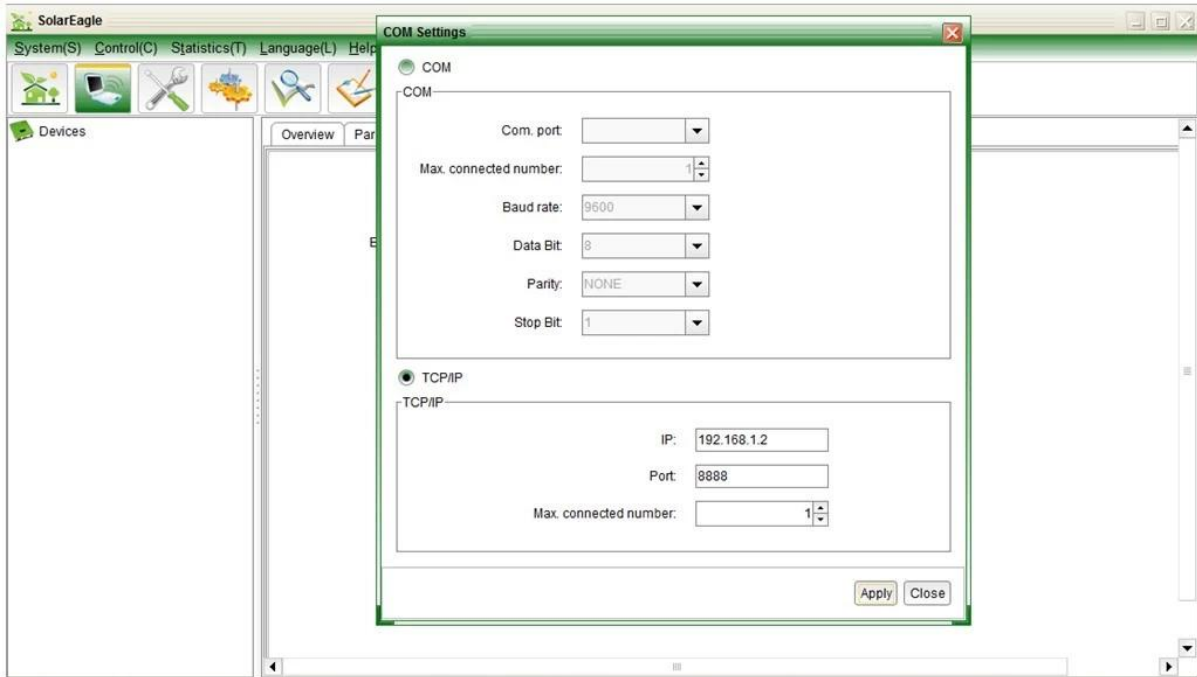 SolarEagle
System(S) Control(C) Statistics(T) Language(L) Help
Devices
Overview
COM Settings
COM
COM
Com. port:
Max. connected number: 1
Baud rate: 9600
Data Bit: 8
Parity: NONE
Stop Bit: 1
TCP/IP
TCP/IP
IP: 192.168.1.2
Port: 8888
Max. connected number: 1
Apply Close